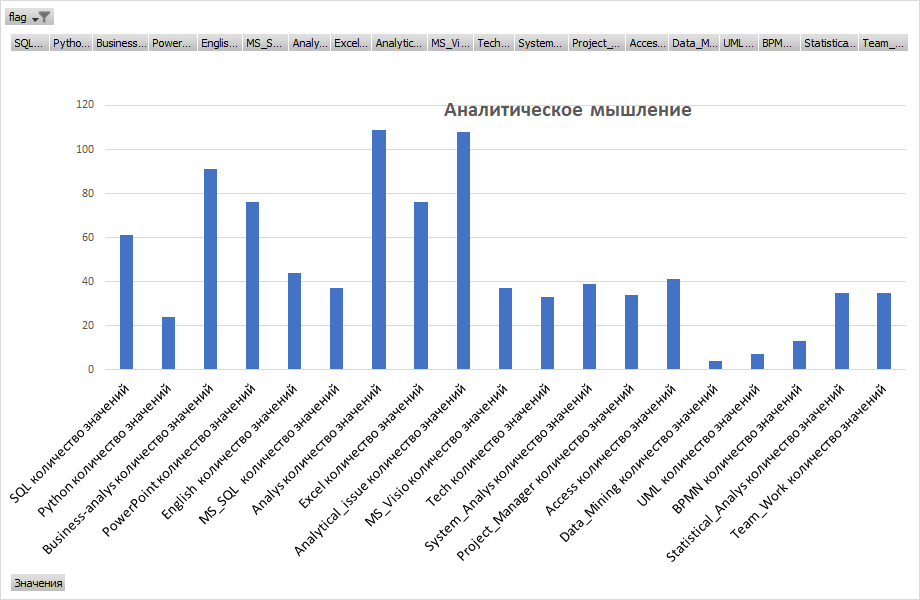 flag
SQL... Pytho... Business... Power... Englis... MS_S... Analy... Excel... Analytic... MS_Vi... Tech... System... Project_... Acces... Data_M... UML... BPM... Statistica... Team_...
Аналитическое мышление
120
100
80
60
40
20
0
SQL количество значений
Python количество значений
Business-analys количество значений
PowerPoint количество значений
English количество значений
MS_SQL количество значений
Analys количество значений
Excel количество значений
Analytical_issue количество значений
MS_Visio количество значений
Tech количество значений
System_Analys количество значений
Project_Manager количество значений
Access количество значений
Data_Mining количество значений
UML количество значений
BPMN количество значений
Statistical_Analys количество значений
Team_Work количество значений
Значения